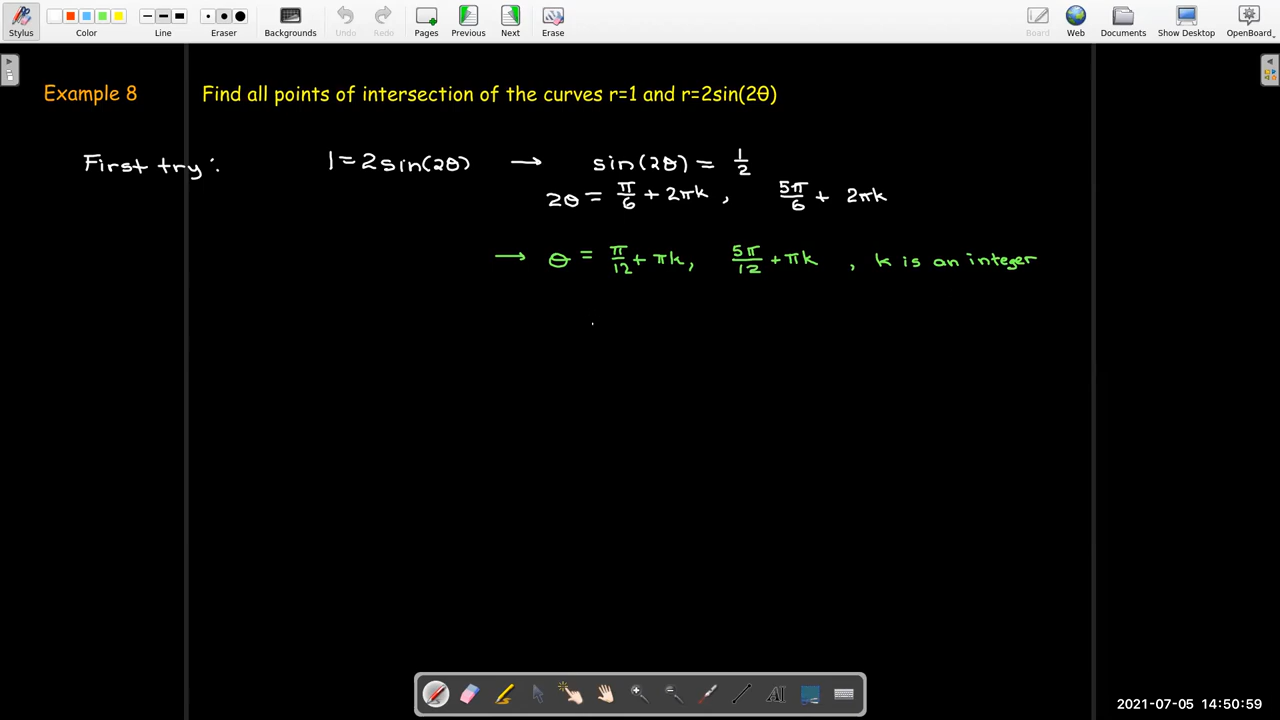 Stylus Color Line Eraser Backgrounds Undo Redo Pages Previous Next Erase Board Web Documents Show Desktop OpenBoard
Example 8 Find all points of intersection of the curves r=1 and r=2sin(2θ)
First try: 1=2sin(2θ) → sin(2θ) = 1/2
2θ = π/6 + 2πk, 5π/6 + 2πk
→ θ = π/12 + πk, 5π/12 + πk , k is an integer
AI
2021-07-05 14:50:59